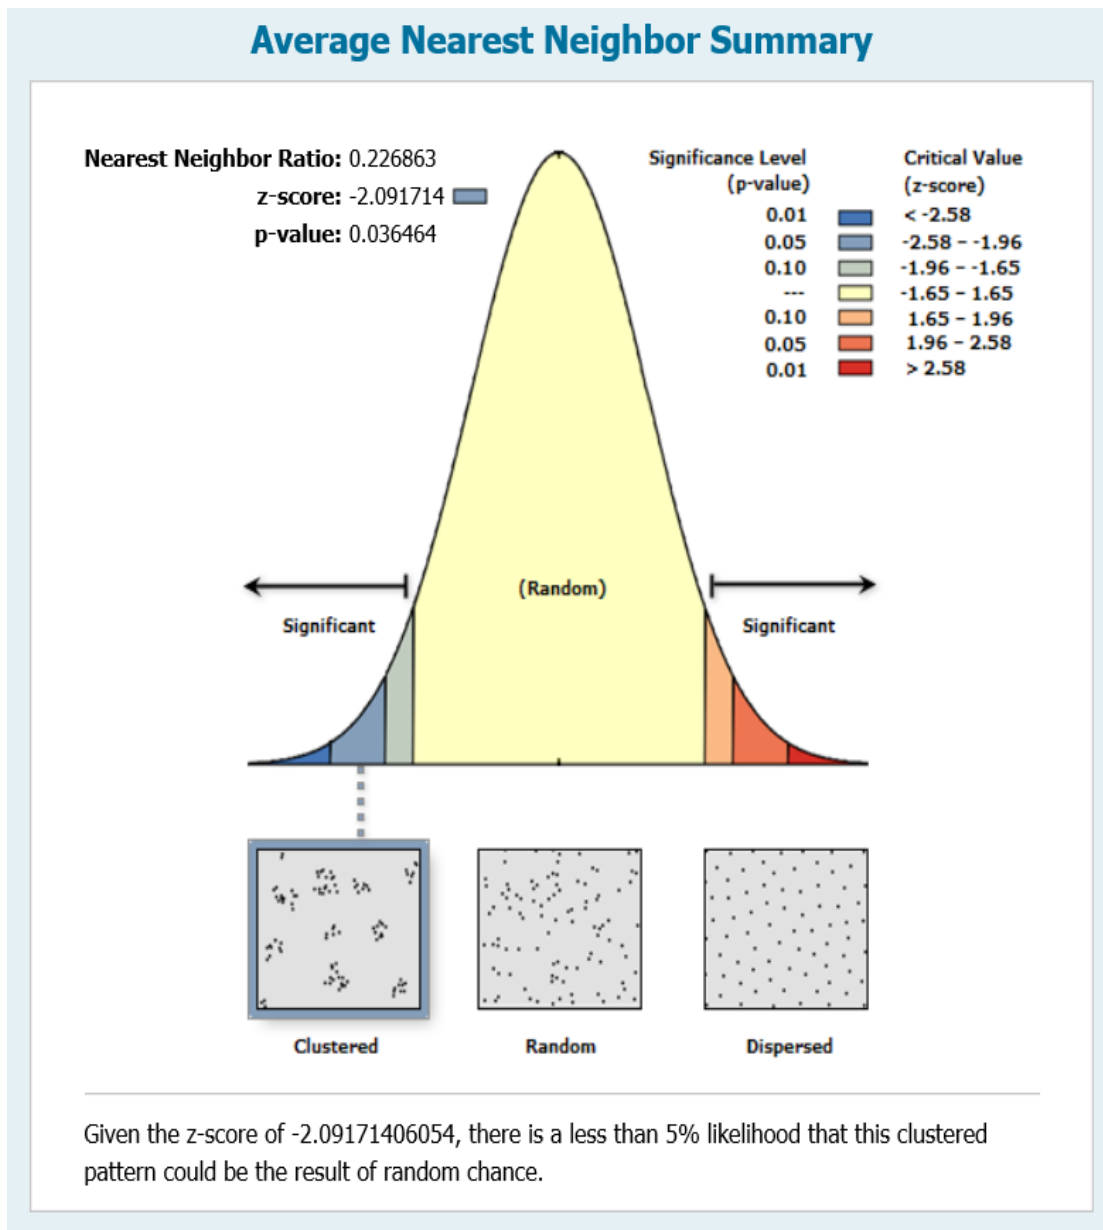 Average Nearest Neighbor Summary
Nearest Neighbor Ratio: 0.226863
z-score: -2.091714
p-value: 0.036464
Significance Level
(p-value)
Critical Value
(z-score)
0.01 < -2.58
0.05 -2.58 – -1.96
0.10 -1.96 – -1.65
--- -1.65 – 1.65
0.10 1.65 – 1.96
0.05 1.96 – 2.58
0.01 > 2.58
(Random)
Significant
Significant
Clustered
Random
Dispersed
Given the z-score of -2.09171406054, there is a less than 5% likelihood that this clustered
pattern could be the result of random chance.